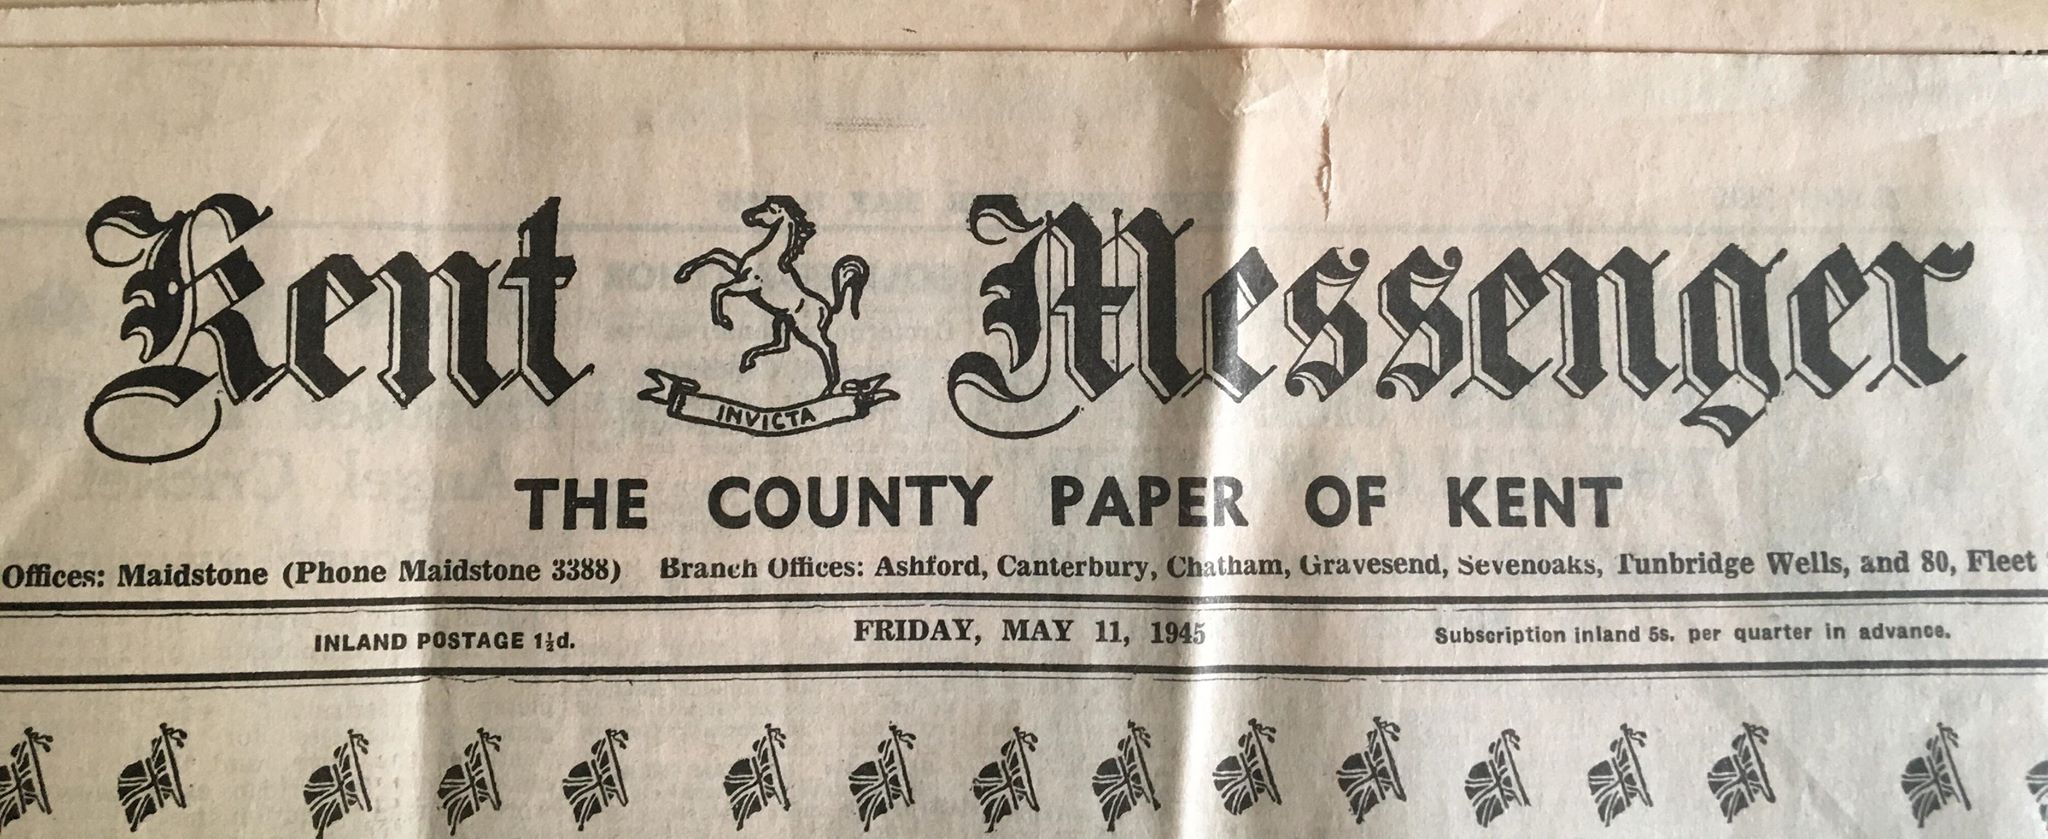 Kent Messenger
INVICTA
THE COUNTY PAPER OF KENT
Offices: Maidstone (Phone Maidstone 3388) Branch Offices: Ashford, Canterbury, Chatham, Gravesend, Sevenoaks, Tunbridge Wells, and 80, Fleet
INLAND POSTAGE 1½d. FRIDAY, MAY 11, 1945 Subscription inland 5s. per quarter in advance.